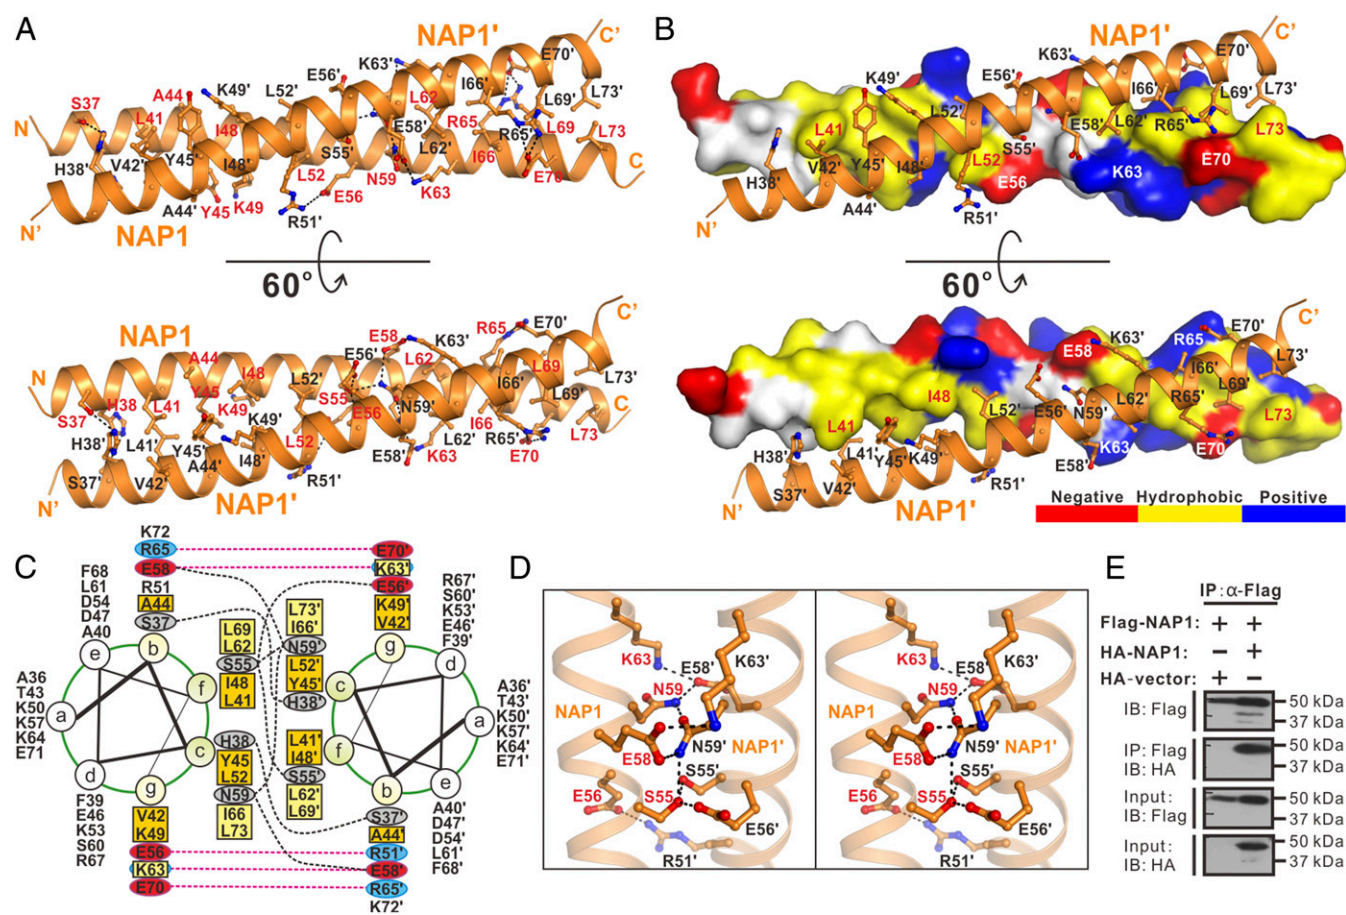 A
NAP1'
C'
E56'
K63'
E70'
S37
A44
K49'
L52'
L62
I66'
L73'
N
L41
I48
E58'
R65
L69'
R65'
L69
L73
H38'
V42'
Y45'
I48'
S55'
L62'
I66
C
L52
E56
N59
K63
E70
A44'
Y45
K49
R51'
N'
NAP1
60°
NAP1
C'
N
A44
I48
L52'
E56'
E58
K63'
L62
R65
E70'
L69
L73'
S37
H38
L41
Y45
K49
K49'
S55
E56
N59'
I66'
L69'
C
H38'
L41'
Y45'
A44'
I48'
L52
L62'
I66
R65'
L73
S37'
V42'
R51'
E58'
K63
E70
N'
NAP1'
B
NAP1'
C'
K63'
E70'
K49'
E56'
I66'
L73'
L52'
L69'
L41
V42'
Y45'
I48'
S55'
E58'
L62'
R65'
L73
H38'
L52
E56
K63
E70
A44'
R51'
N'
60°
C'
K63'
E70'
E58
R65
L73'
I48
L52'
E56'
N59'
L62'
I66'
L69'
R65'
L41
L73
H38'
L41'
Y45'
K49'
K63
E70
S37'
V42'
R51'
E58'
N'
NAP1'
Negative Hydrophobic Positive
C
K72
R65
E58
R51
A44
S37
F68
L61
D54
D47
A40
A36
T43
K50
K57
K64
E71
F39
E46
K53
S60
R67
b
e
f
a
c
d
g
L69
L62
S55
I48
L41
H38
Y45
L52
N59
I66
L73
V42
K49
E56
K63
E70
L73'
I66'
N59'
L52'
Y45'
H38'
L41'
I48'
S55'
L62'
L69'
E70'
K63'
E56'
K49'
V42'
R67'
S60'
K53'
E46'
F39'
g
d
c
a
f
e
b
A36'
T43'
K50'
K57'
K64'
E71'
S37'
A44'
R51'
E58'
R65'
K72'
A40'
D47'
D54'
L61'
F68'
D
K63
E58'
K63'
N59
NAP1
NAP1'
E58
N59'
S55'
E56
S55
E56'
R51'
K63
E58'
K63'
N59
NAP1
NAP1'
E58
N59'
S55'
E56
S55
E56'
R51'
E
IP:α-Flag
Flag-NAP1: + +
HA-NAP1: − +
HA-vector: + −
IB: Flag
50 kDa
37 kDa
IP: Flag
IB: HA
50 kDa
37 kDa
Input:
IB: Flag
50 kDa
37 kDa
Input:
IB: HA
50 kDa
37 kDa